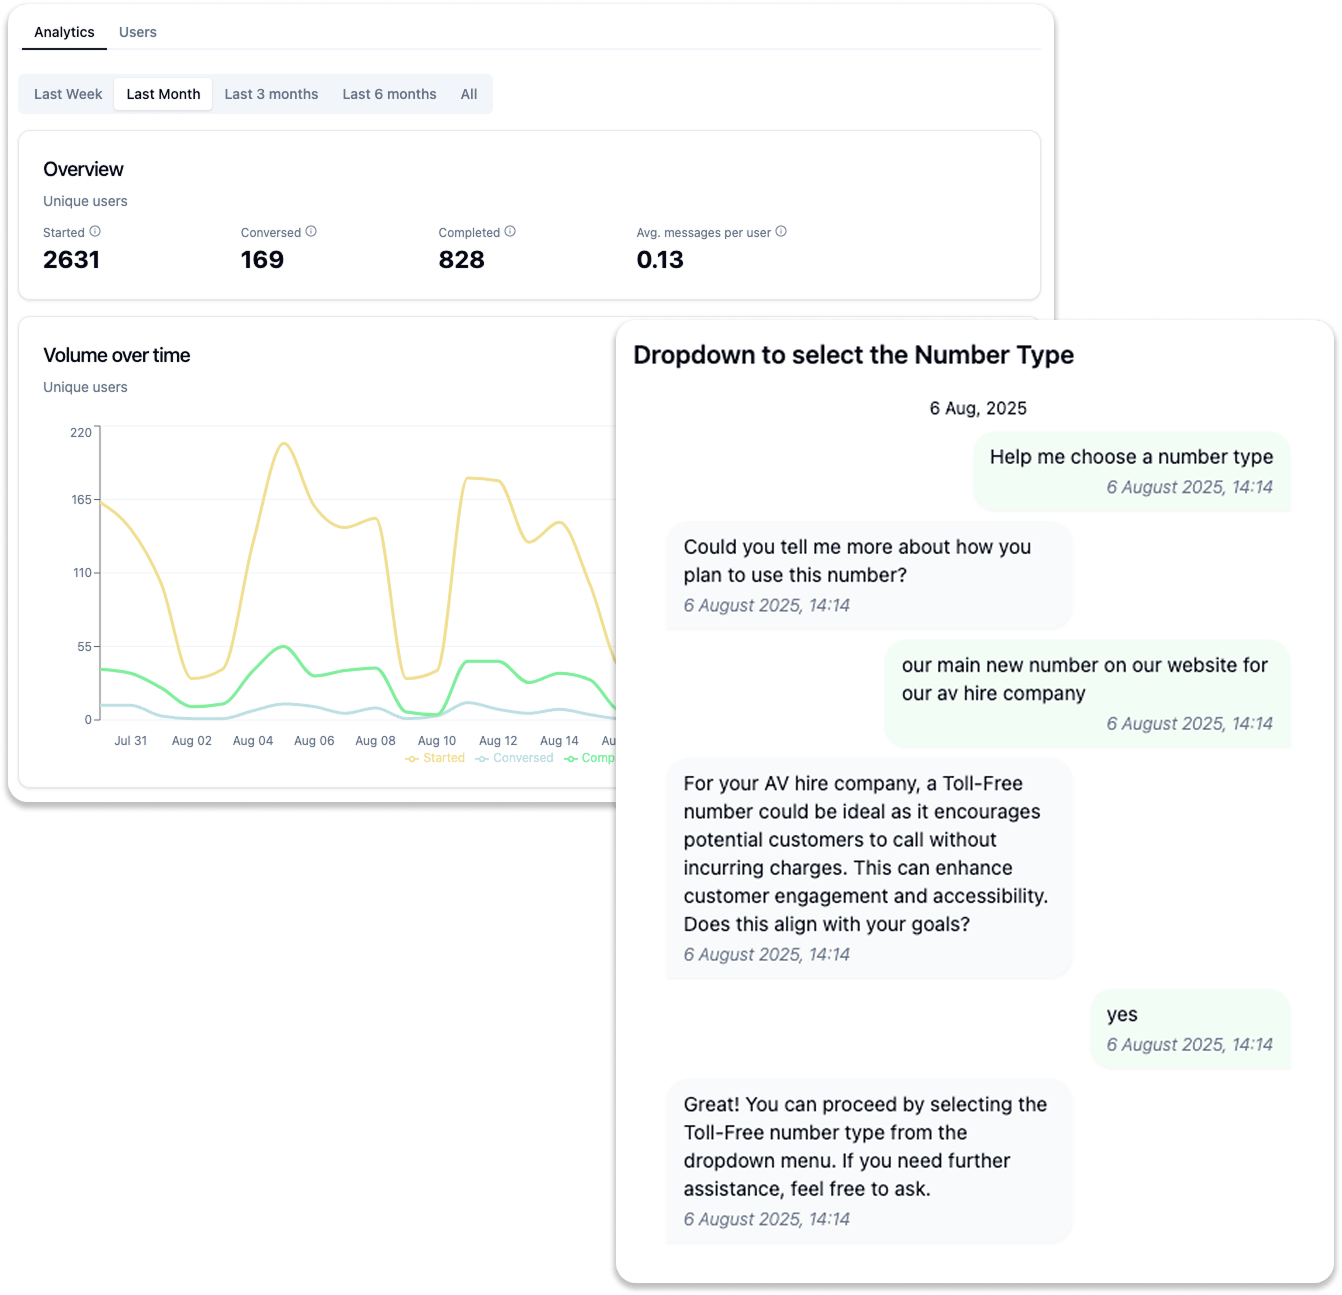 Analytics Users
Last Week Last Month Last 3 months Last 6 months All
Overview
Unique users
Started Conversed Completed Avg. messages per user
2631 169 828 0.13
Volume over time
Unique users
220
165
110
55
0
Jul 31 Aug 02 Aug 04 Aug 06 Aug 08 Aug 10 Aug 12 Aug 14 Au
Started Conversed Comp
Dropdown to select the Number Type
6 Aug, 2025
Help me choose a number type
6 August 2025, 14:14
Could you tell me more about how you
plan to use this number?
6 August 2025, 14:14
our main new number on our website for
our av hire company
6 August 2025, 14:14
For your AV hire company, a Toll-Free
number could be ideal as it encourages
potential customers to call without
incurring charges. This can enhance
customer engagement and accessibility.
Does this align with your goals?
6 August 2025, 14:14
yes
6 August 2025, 14:14
Great! You can proceed by selecting the
Toll-Free number type from the
dropdown menu. If you need further
assistance, feel free to ask.
6 August 2025, 14:14